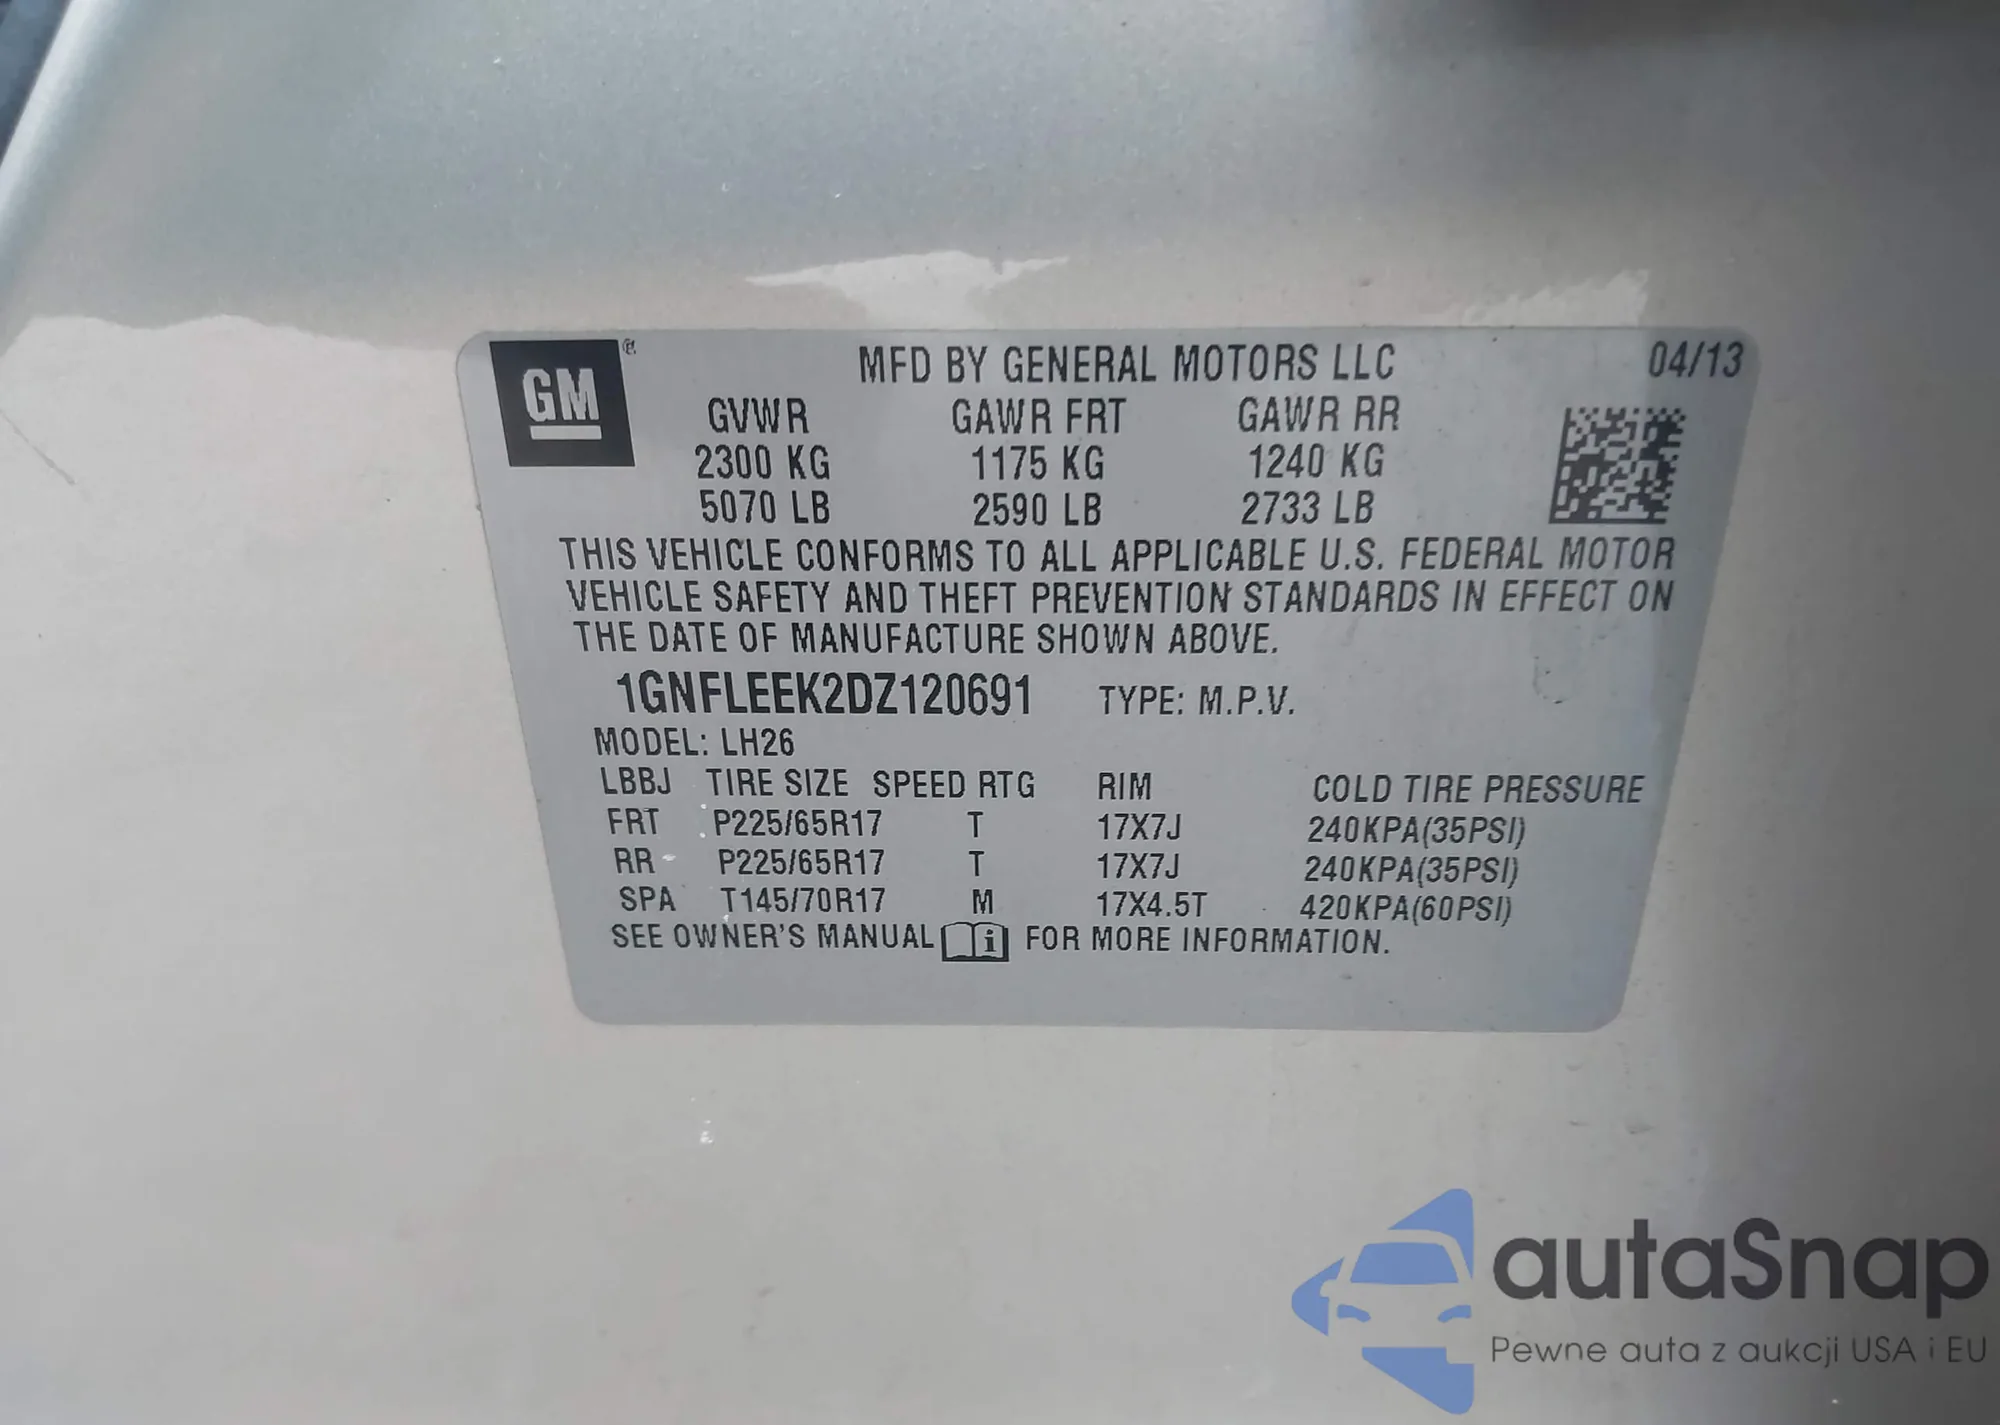 GM ®
MFD BY GENERAL MOTORS LLC 04/13
GVWR GAWR FRT GAWR RR
2300 KG 1175 KG 1240 KG
5070 LB 2590 LB 2733 LB
THIS VEHICLE CONFORMS TO ALL APPLICABLE U.S. FEDERAL MOTOR
VEHICLE SAFETY AND THEFT PREVENTION STANDARDS IN EFFECT ON
THE DATE OF MANUFACTURE SHOWN ABOVE.
1GNFLEEK2DZ120691 TYPE: M.P.V.
MODEL: LH26
LBBJ TIRE SIZE SPEED RTG RIM COLD TIRE PRESSURE
FRT P225/65R17 T 17X7J 240KPA(35PSI)
RR P225/65R17 T 17X7J 240KPA(35PSI)
SPA T145/70R17 M 17X4.5T 420KPA(60PSI)
SEE OWNER'S MANUAL i FOR MORE INFORMATION.
autaSnap
Pewne auta z aukcji USA i EU